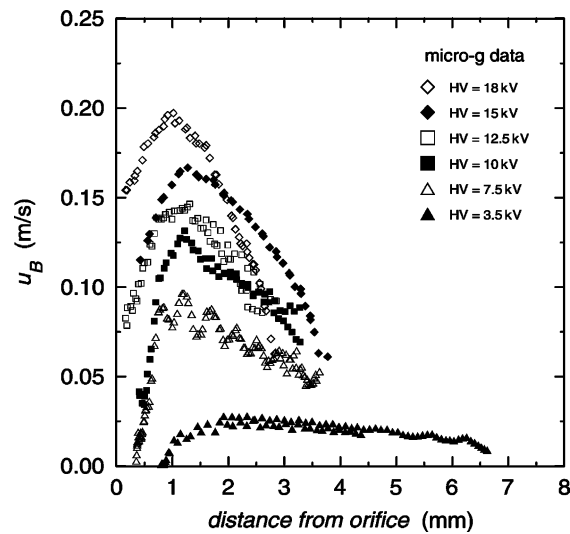 0.25
0.20
0.15
0.10
0.05
0.00
u_B (m/s)
micro-g data
HV = 18 kV
HV = 15 kV
HV = 12.5 kV
HV = 10 kV
HV = 7.5 kV
HV = 3.5 kV
0 1 2 3 4 5 6 7 8
distance from orifice (mm)